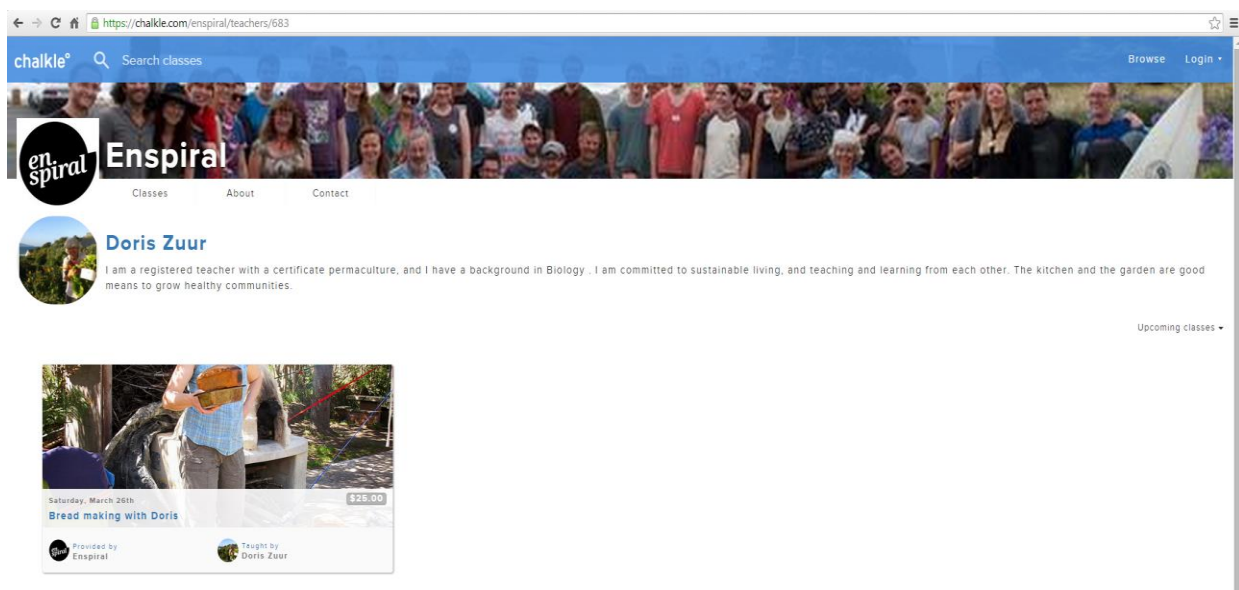 https://chalkle.com/enspiral/teachers/683
chalkle° Search classes Browse Login
en.
spiral
Enspiral
Classes About Contact
Doris Zuur
I am a registered teacher with a certificate permaculture, and I have a background in Biology . I am committed to sustainable living, and teaching and learning from each other. The kitchen and the garden are good
means to grow healthy communities.
Upcoming classes
Saturday, March 26th $25.00
Bread making with Doris
Provided by Taught by
Enspiral Doris Zuur